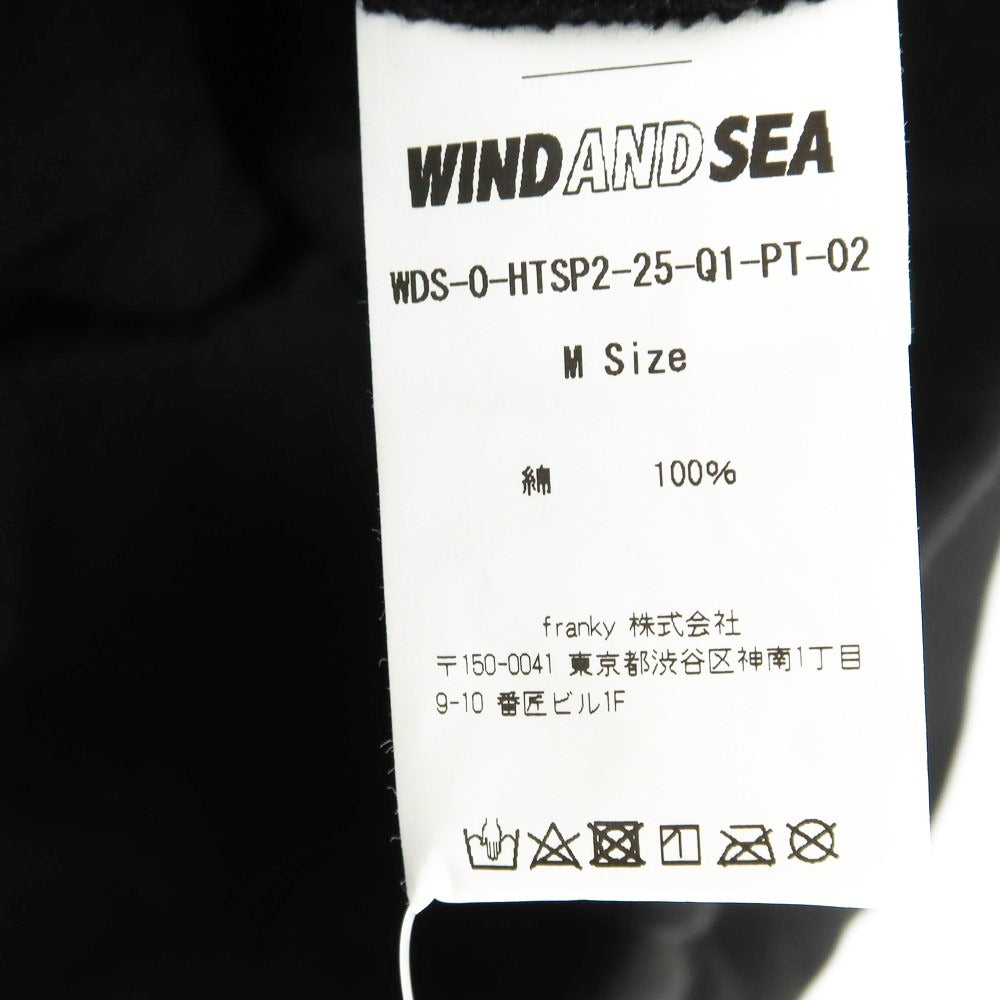 WINDANDSEA
WDS-O-HTSP2-25-Q1-PT-02
M Size
綿 100%
franky 株式会社
〒150-0041 東京都渋谷区神南1丁目
9-10 番匠ビル1F